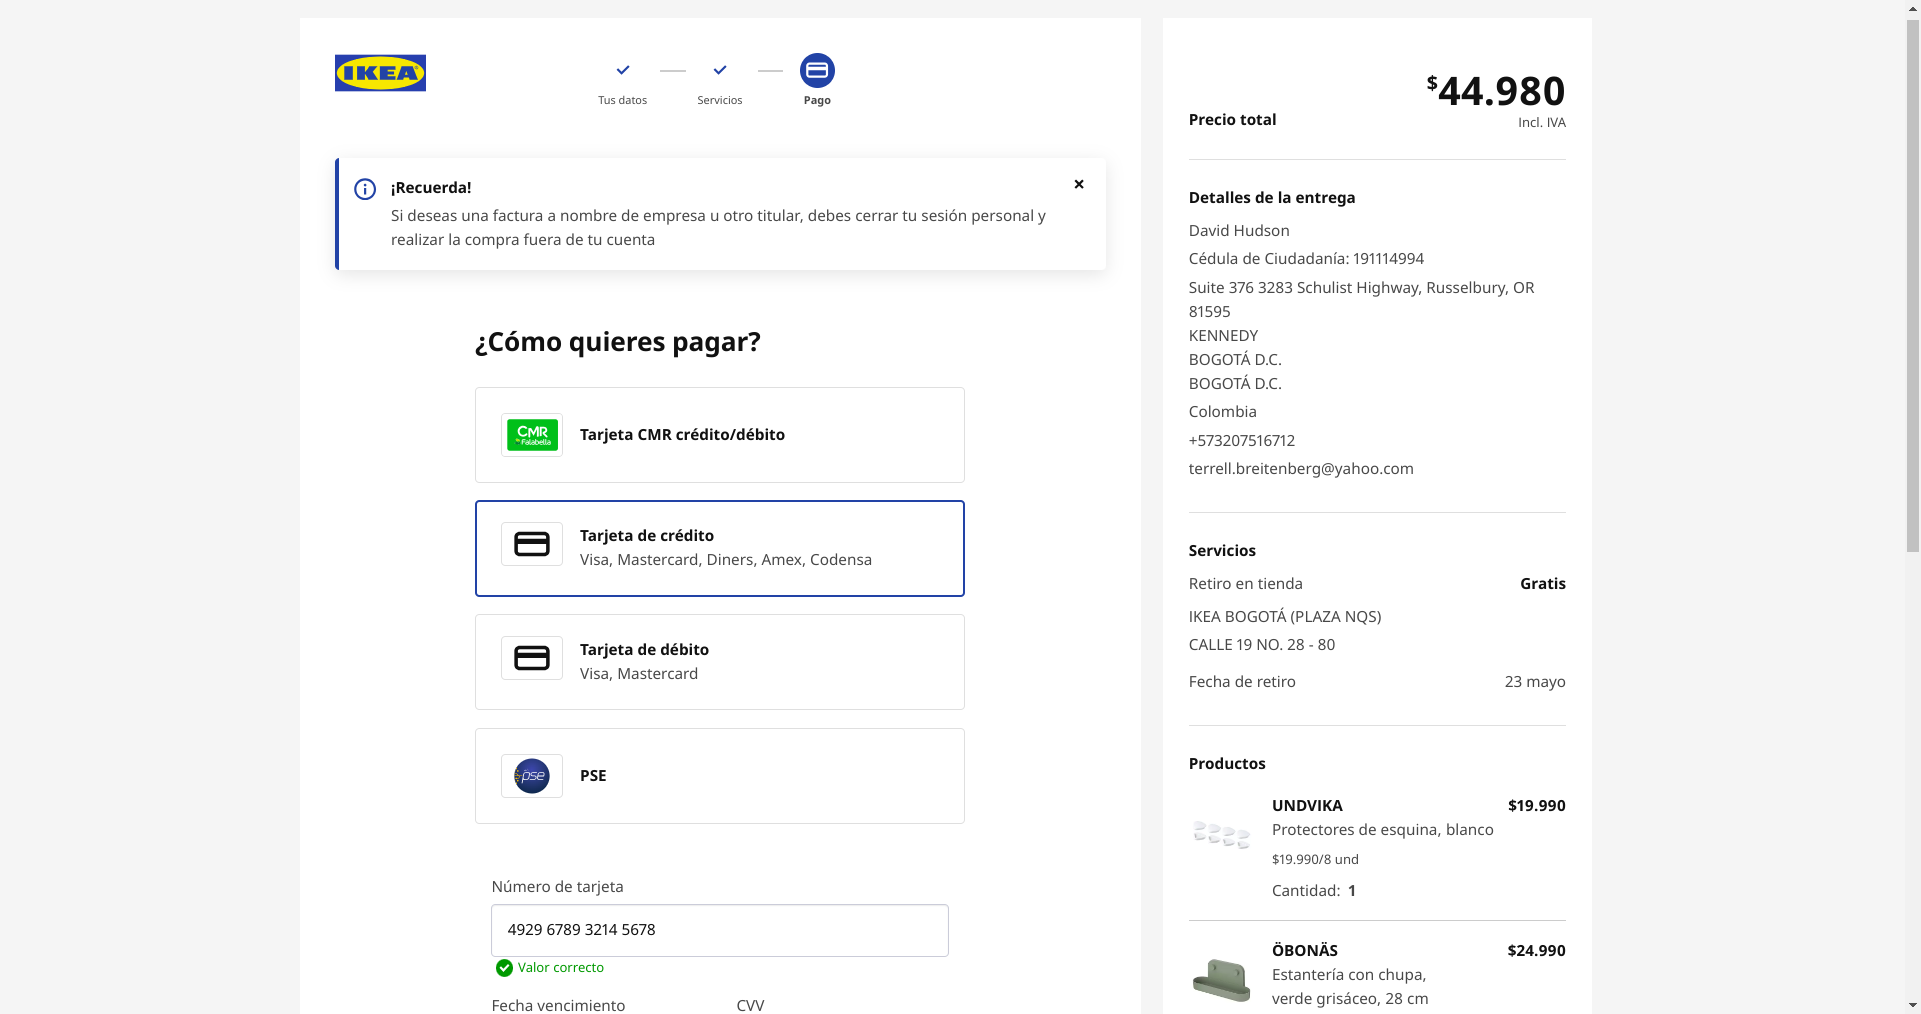 IKEA
Tus datos
Servicios
Pago
¡Recuerda!
Si deseas una factura a nombre de empresa u otro titular, debes cerrar tu sesión personal y
realizar la compra fuera de tu cuenta
¿Cómo quieres pagar?
CMR
Falabella
Tarjeta CMR crédito/débito
Tarjeta de crédito
Visa, Mastercard, Diners, Amex, Codensa
Tarjeta de débito
Visa, Mastercard
pse
PSE
Número de tarjeta
4929 6789 3214 5678
Valor correcto
Fecha vencimiento
CVV
Precio total
$44.980
Incl. IVA
Detalles de la entrega
David Hudson
Cédula de Ciudadanía: 191114994
Suite 376 3283 Schulist Highway, Russelbury, OR
81595
KENNEDY
BOGOTÁ D.C.
BOGOTÁ D.C.
Colombia
+573207516712
terrell.breitenberg@yahoo.com
Servicios
Retiro en tienda Gratis
IKEA BOGOTÁ (PLAZA NQS)
CALLE 19 NO. 28 - 80
Fecha de retiro 23 mayo
Productos
UNDVIKA $19.990
Protectores de esquina, blanco
$19.990/8 und
Cantidad: 1
ÖBONÄS $24.990
Estantería con chupa,
verde grisáceo, 28 cm